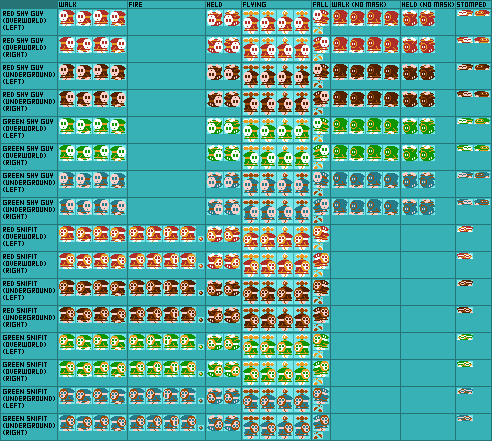 WALK FIRE HELD FLYING FALL WALK (NO MASK) HELD (NO MASK) STOMPED
RED SHY GUY
(OVERWORLD)
(LEFT)
RED SHY GUY
(OVERWORLD)
(RIGHT)
RED SHY GUY
(UNDERGROUND)
(LEFT)
RED SHY GUY
(UNDERGROUND)
(RIGHT)
GREEN SHY GUY
(OVERWORLD)
(LEFT)
GREEN SHY GUY
(OVERWORLD)
(RIGHT)
GREEN SHY GUY
(UNDERGROUND)
(LEFT)
GREEN SHY GUY
(UNDERGROUND)
(RIGHT)
RED SNIFIT
(OVERWORLD)
(LEFT)
RED SNIFIT
(OVERWORLD)
(RIGHT)
RED SNIFIT
(UNDERGROUND)
(LEFT)
RED SNIFIT
(UNDERGROUND)
(RIGHT)
GREEN SNIFIT
(OVERWORLD)
(LEFT)
GREEN SNIFIT
(OVERWORLD)
(RIGHT)
GREEN SNIFIT
(UNDERGROUND)
(LEFT)
GREEN SNIFIT
(UNDERGROUND)
(RIGHT)